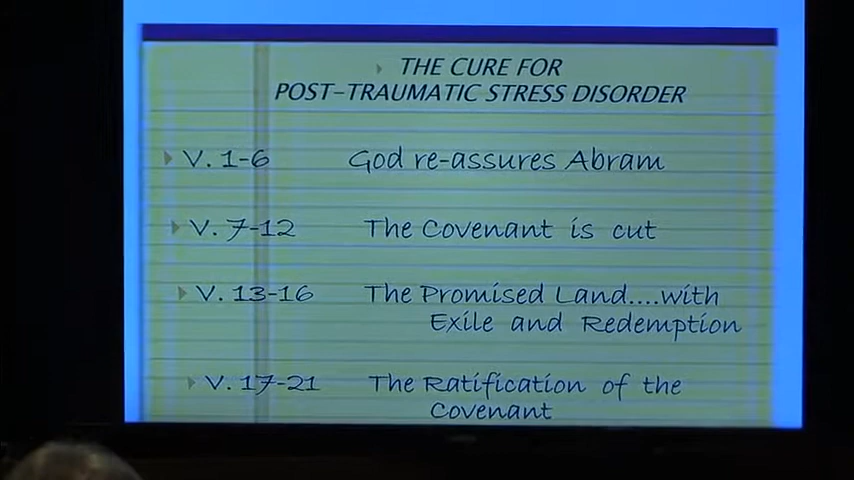 THE CURE FOR
POST-TRAUMATIC STRESS DISORDER
V. 1-6 God re-assures Abram
V. 7-12 The Covenant is cut
V. 13-16 The Promised Land....with
Exile and Redemption
V. 17-21 The Ratification of the
Covenant